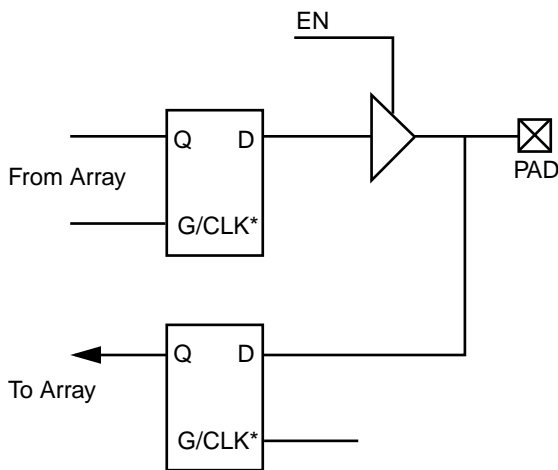 EN
Q D
From Array
PAD
G/CLK*
Q D
To Array
G/CLK*